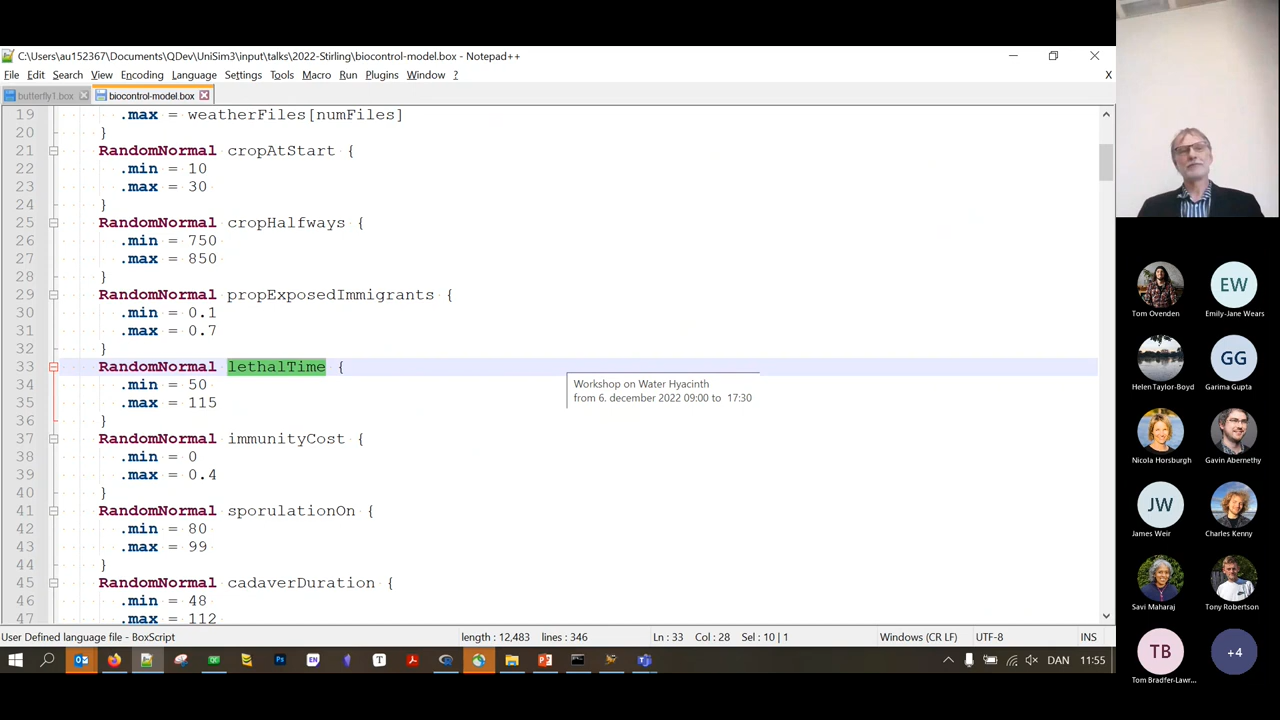 C:\Users\au152367\Documents\QDev\UniSim3\input\talks\2022-Stirling\biocontrol-model.box - Notepad++
File Edit Search View Encoding Language Settings Tools Macro Run Plugins Window ? X
butterfly1.box biocontrol-model.box
19 .max = weatherFiles[numFiles]
20 }
21 RandomNormal cropAtStart {
22 .min = 10
23 .max = 30
24 }
25 RandomNormal cropHalfways {
26 .min = 750
27 .max = 850
28 }
29 RandomNormal propExposedImmigrants {
30 .min = 0.1
31 .max = 0.7
32 }
33 RandomNormal lethalTime {
34 .min = 50
35 .max = 115
36 }
37 RandomNormal immunityCost {
38 .min = 0
39 .max = 0.4
40 }
41 RandomNormal sporulationOn {
42 .min = 80
43 .max = 99
44 }
45 RandomNormal cadaverDuration {
46 .min = 48
47 .max = 112
Workshop on Water Hyacinth
from 6. december 2022 09:00 to 17:30
User Defined language file - BoxScript length : 12,483 lines : 346 Ln : 33 Col : 28 Sel : 10 | 1 Windows (CR LF) UTF-8 INS
DAN 11:55
EW
Tom Ovenden Emily-Jane Wears
GG
Helen Taylor-Boyd Garima Gupta
Nicola Horsburgh Gavin Abernethy
JW
James Weir Charles Kenny
Savi Maharaj Tony Robertson
TB +4
Tom Bradfer-Lawr...